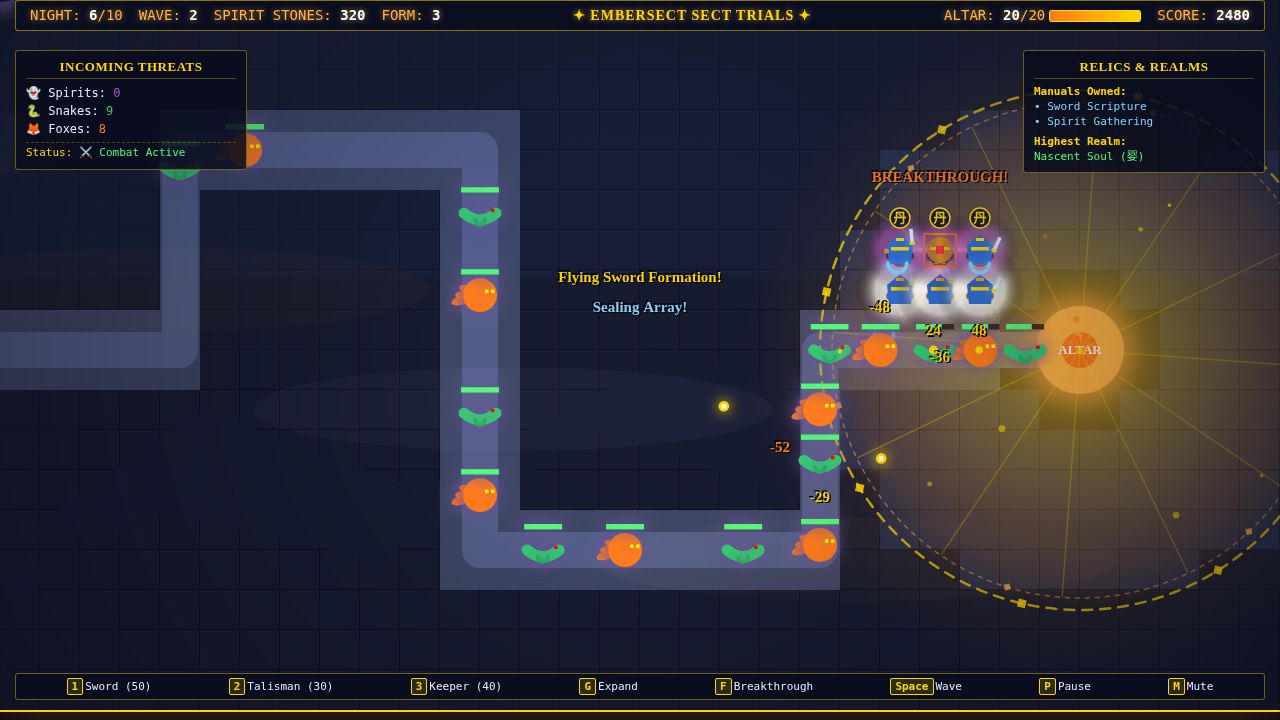 NIGHT: 6/10 WAVE: 2 SPIRIT STONES: 320 FORM: 3
✦ EMBERSECT SECT TRIALS ✦
ALTAR: 20/20
SCORE: 2480
INCOMING THREATS
👻 Spirits: 0
🐍 Snakes: 9
🦊 Foxes: 8
Status: ⚔️ Combat Active
RELICS & REALMS
Manuals Owned:
• Sword Scripture
• Spirit Gathering
Highest Realm:
BREAKTHROUGH!
丹 丹 丹
Flying Sword Formation!
Sealing Array!
-48
24
48
-36
ALTAR
-52
-29
1 Sword (50)
2 Talisman (30)
3 Keeper (40)
G Expand
F Breakthrough
Space Wave
P Pause
M Mute